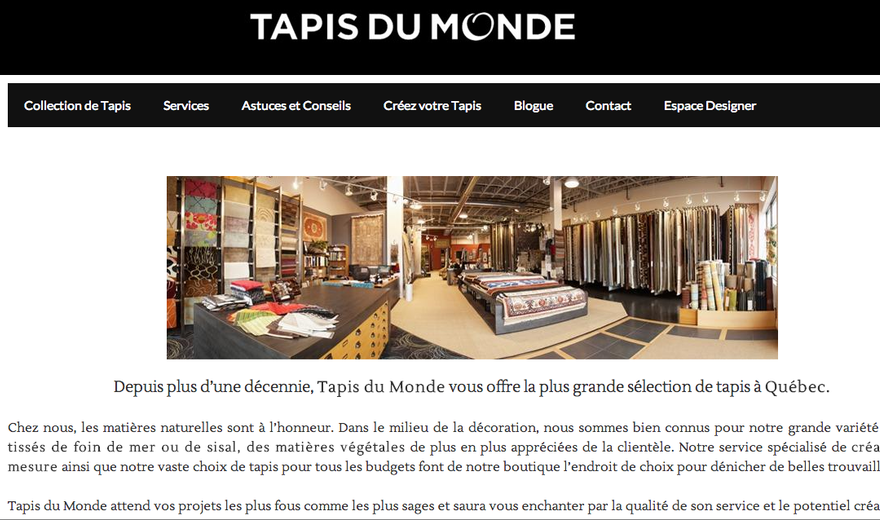 TAPIS DU MONDE
Collection de Tapis Services Astuces et Conseils Créez votre Tapis Blogue Contact Espace Designer
Depuis plus d'une décennie, Tapis du Monde vous offre la plus grande sélection de tapis à Québec.
Chez nous, les matières naturelles sont à l'honneur. Dans le milieu de la décoration, nous sommes bien connus pour notre grande variété
tissés de foin de mer ou de sisal, des matières végétales de plus en plus appréciées de la clientèle. Notre service spécialisé de créa
mesure ainsi que notre vaste choix de tapis pour tous les budgets font de notre boutique l'endroit de choix pour dénicher de belles trouvaill
Tapis du Monde attend vos projets les plus fous comme les plus sages et saura vous enchanter par la qualité de son service et le potentiel créa